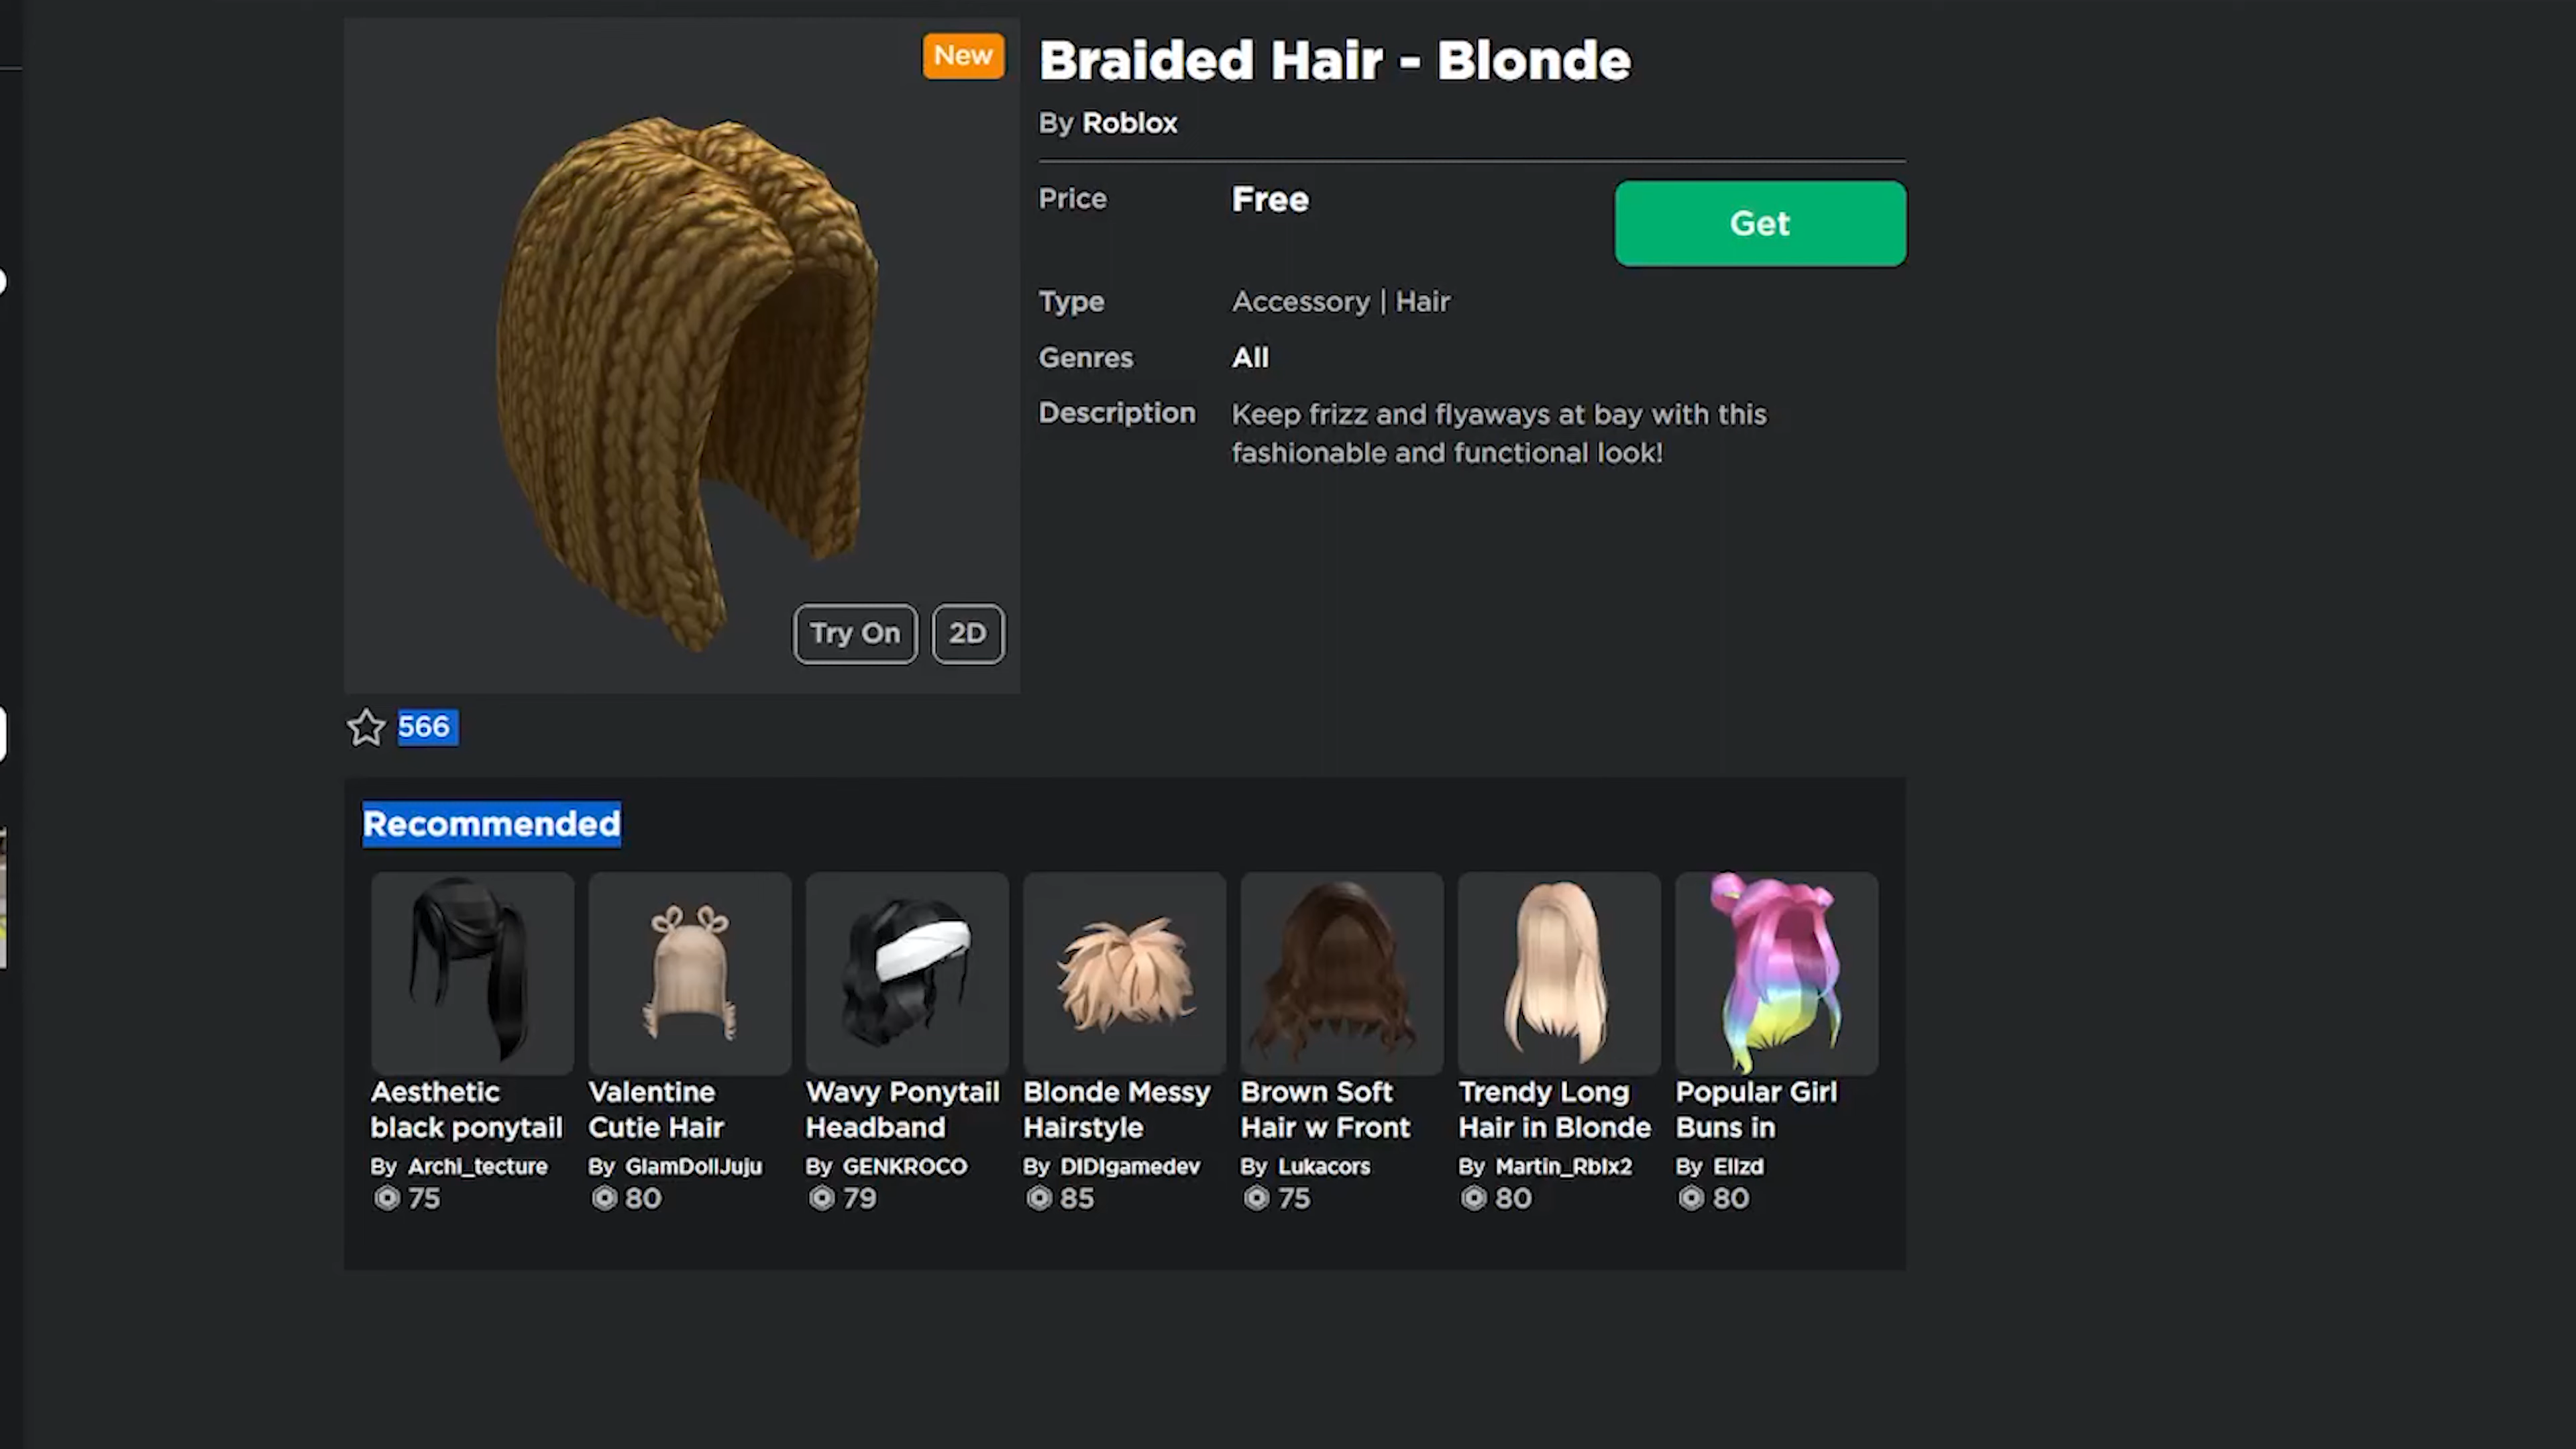 New
Braided Hair - Blonde
By Roblox
Price Free
Get
Type Accessory | Hair
Genres All
Description Keep frizz and flyaways at bay with this
fashionable and functional look!
Try On 2D
566
Recommended
Aesthetic
black ponytail
By Archi_tecture
75
Valentine
Cutie Hair
By GlamDollJuju
80
Wavy Ponytail
Headband
By GENKROCO
79
Blonde Messy
Hairstyle
By DIDIgamedev
85
Brown Soft
Hair w Front
By Lukacors
75
Trendy Long
Hair in Blonde
By Martin_Rblx2
80
Popular Girl
Buns in
By Ellzd
80